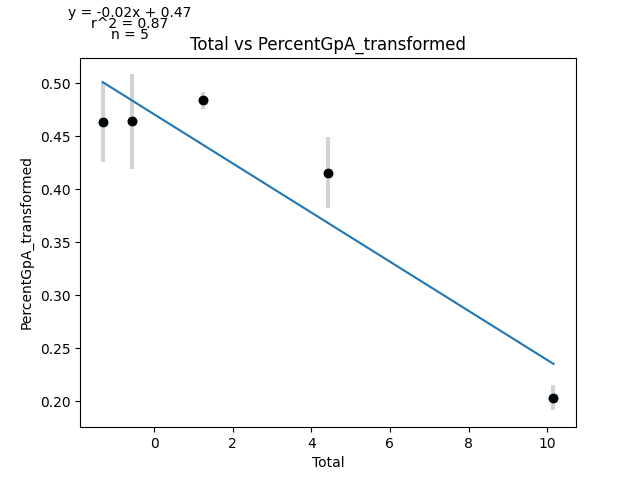 y = -0.02x + 0.47
r^2 = 0.87
n = 5
Total vs PercentGpA_transformed
0.50
0.45
0.40
0.35
0.30
0.25
0.20
PercentGpA_transformed
0 2 4 6 8 10
Total